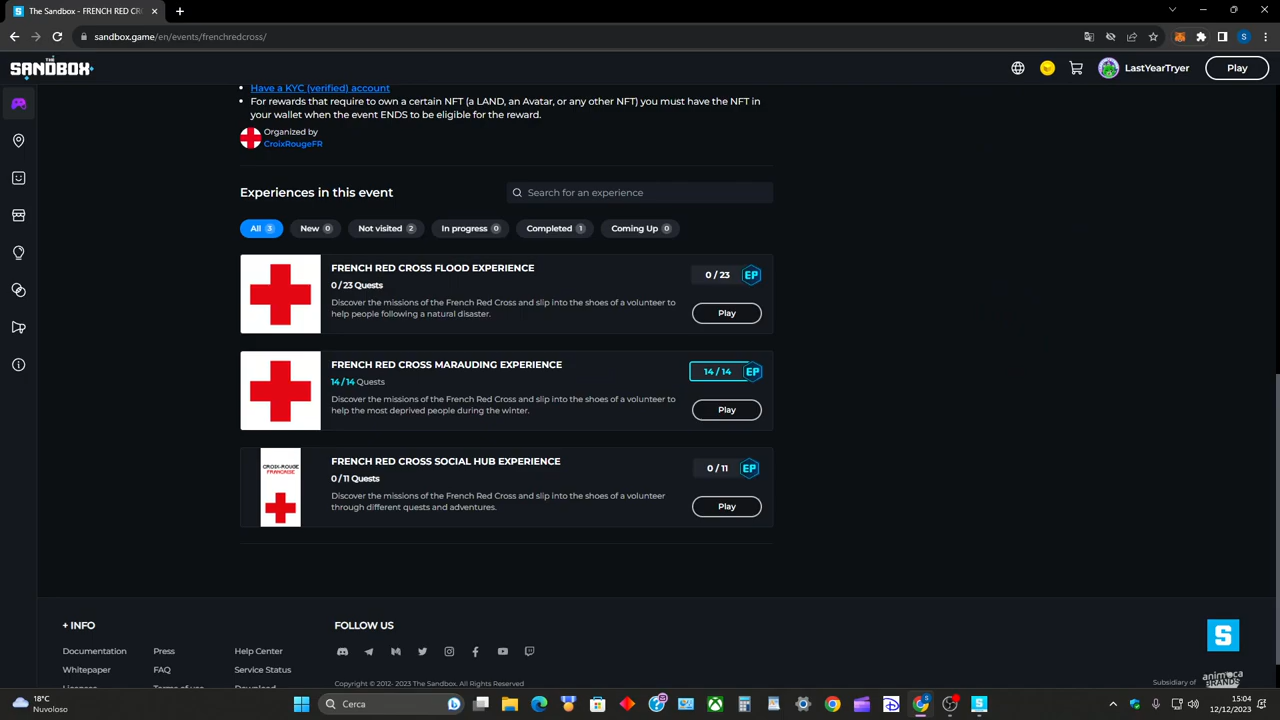 The Sandbox - FRENCH RED CR
sandbox.game/en/events/frenchredcross/
S
THE
SANDBOX
LastYearTryer
Play
Have a KYC (verified) account
For rewards that require to own a certain NFT (a LAND, an Avatar, or any other NFT) you must have the NFT in
your wallet when the event ENDS to be eligible for the reward.
Organized by
CroixRougeFR
Experiences in this event
Search for an experience
All 3
New 0
Not visited 2
In progress 0
Completed 1
Coming Up 0
FRENCH RED CROSS FLOOD EXPERIENCE
0 / 23 EP
0 / 23 Quests
Discover the missions of the French Red Cross and slip into the shoes of a volunteer to
help people following a natural disaster.
Play
FRENCH RED CROSS MARAUDING EXPERIENCE
14 / 14 EP
14 / 14 Quests
Discover the missions of the French Red Cross and slip into the shoes of a volunteer to
help the most deprived people during the winter.
Play
CROIX-ROUGE
FRANÇAISE
FRENCH RED CROSS SOCIAL HUB EXPERIENCE
0 / 11 EP
0 / 11 Quests
Discover the missions of the French Red Cross and slip into the shoes of a volunteer
through different quests and adventures.
Play
+ INFO
FOLLOW US
Documentation
Press
Help Center
Whitepaper
FAQ
Service Status
Licenses
Terms of use
Download
Copyright © 2012- 2023 The Sandbox. All Rights Reserved
S
Subsidiary of
animoca
BRANDS
18°C
Nuvoloso
Cerca
15:04
12/12/2023